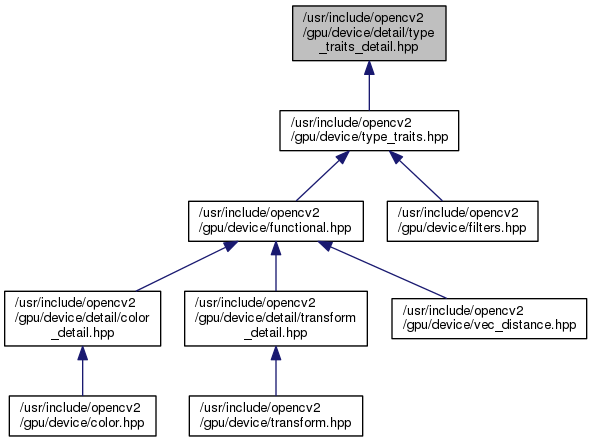 /usr/include/opencv2
/gpu/device/detail/type
_traits_detail.hpp
/usr/include/opencv2
/gpu/device/type_traits.hpp
/usr/include/opencv2
/gpu/device/functional.hpp
/usr/include/opencv2
/gpu/device/filters.hpp
/usr/include/opencv2
/gpu/device/detail/color
_detail.hpp
/usr/include/opencv2
/gpu/device/detail/transform
_detail.hpp
/usr/include/opencv2
/gpu/device/vec_distance.hpp
/usr/include/opencv2
/gpu/device/color.hpp
/usr/include/opencv2
/gpu/device/transform.hpp